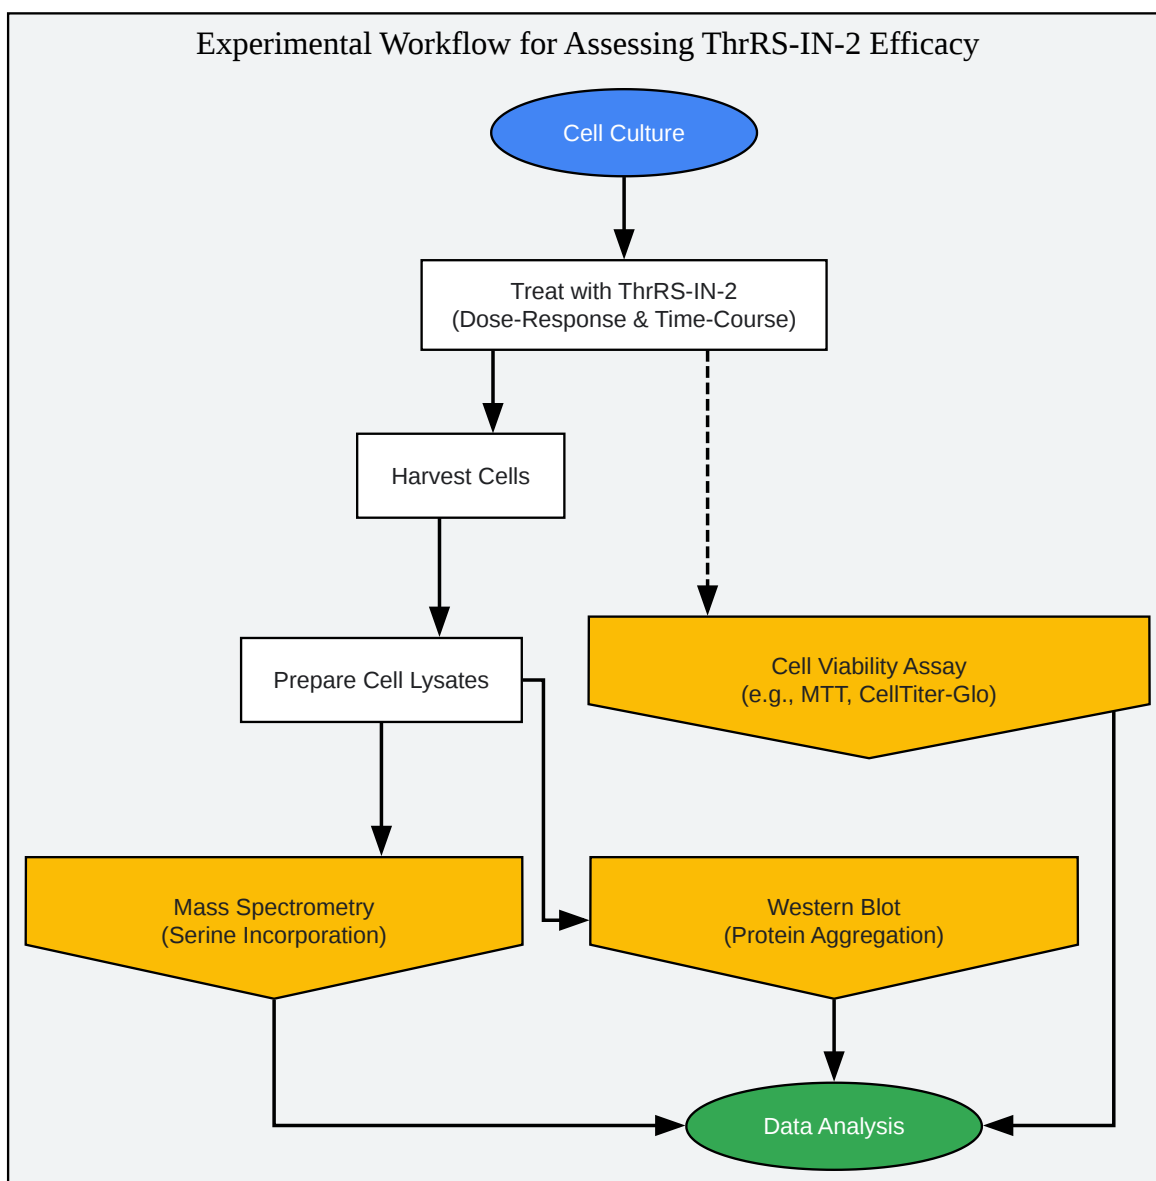 Experimental Workflow for Assessing ThrRS-IN-2 Efficacy
Cell Culture
Treat with ThrRS-IN-2
(Dose-Response & Time-Course)
Harvest Cells
Prepare Cell Lysates
Cell Viability Assay
(e.g., MTT, CellTiter-Glo)
Mass Spectrometry
(Serine Incorporation)
Western Blot
(Protein Aggregation)
Data Analysis